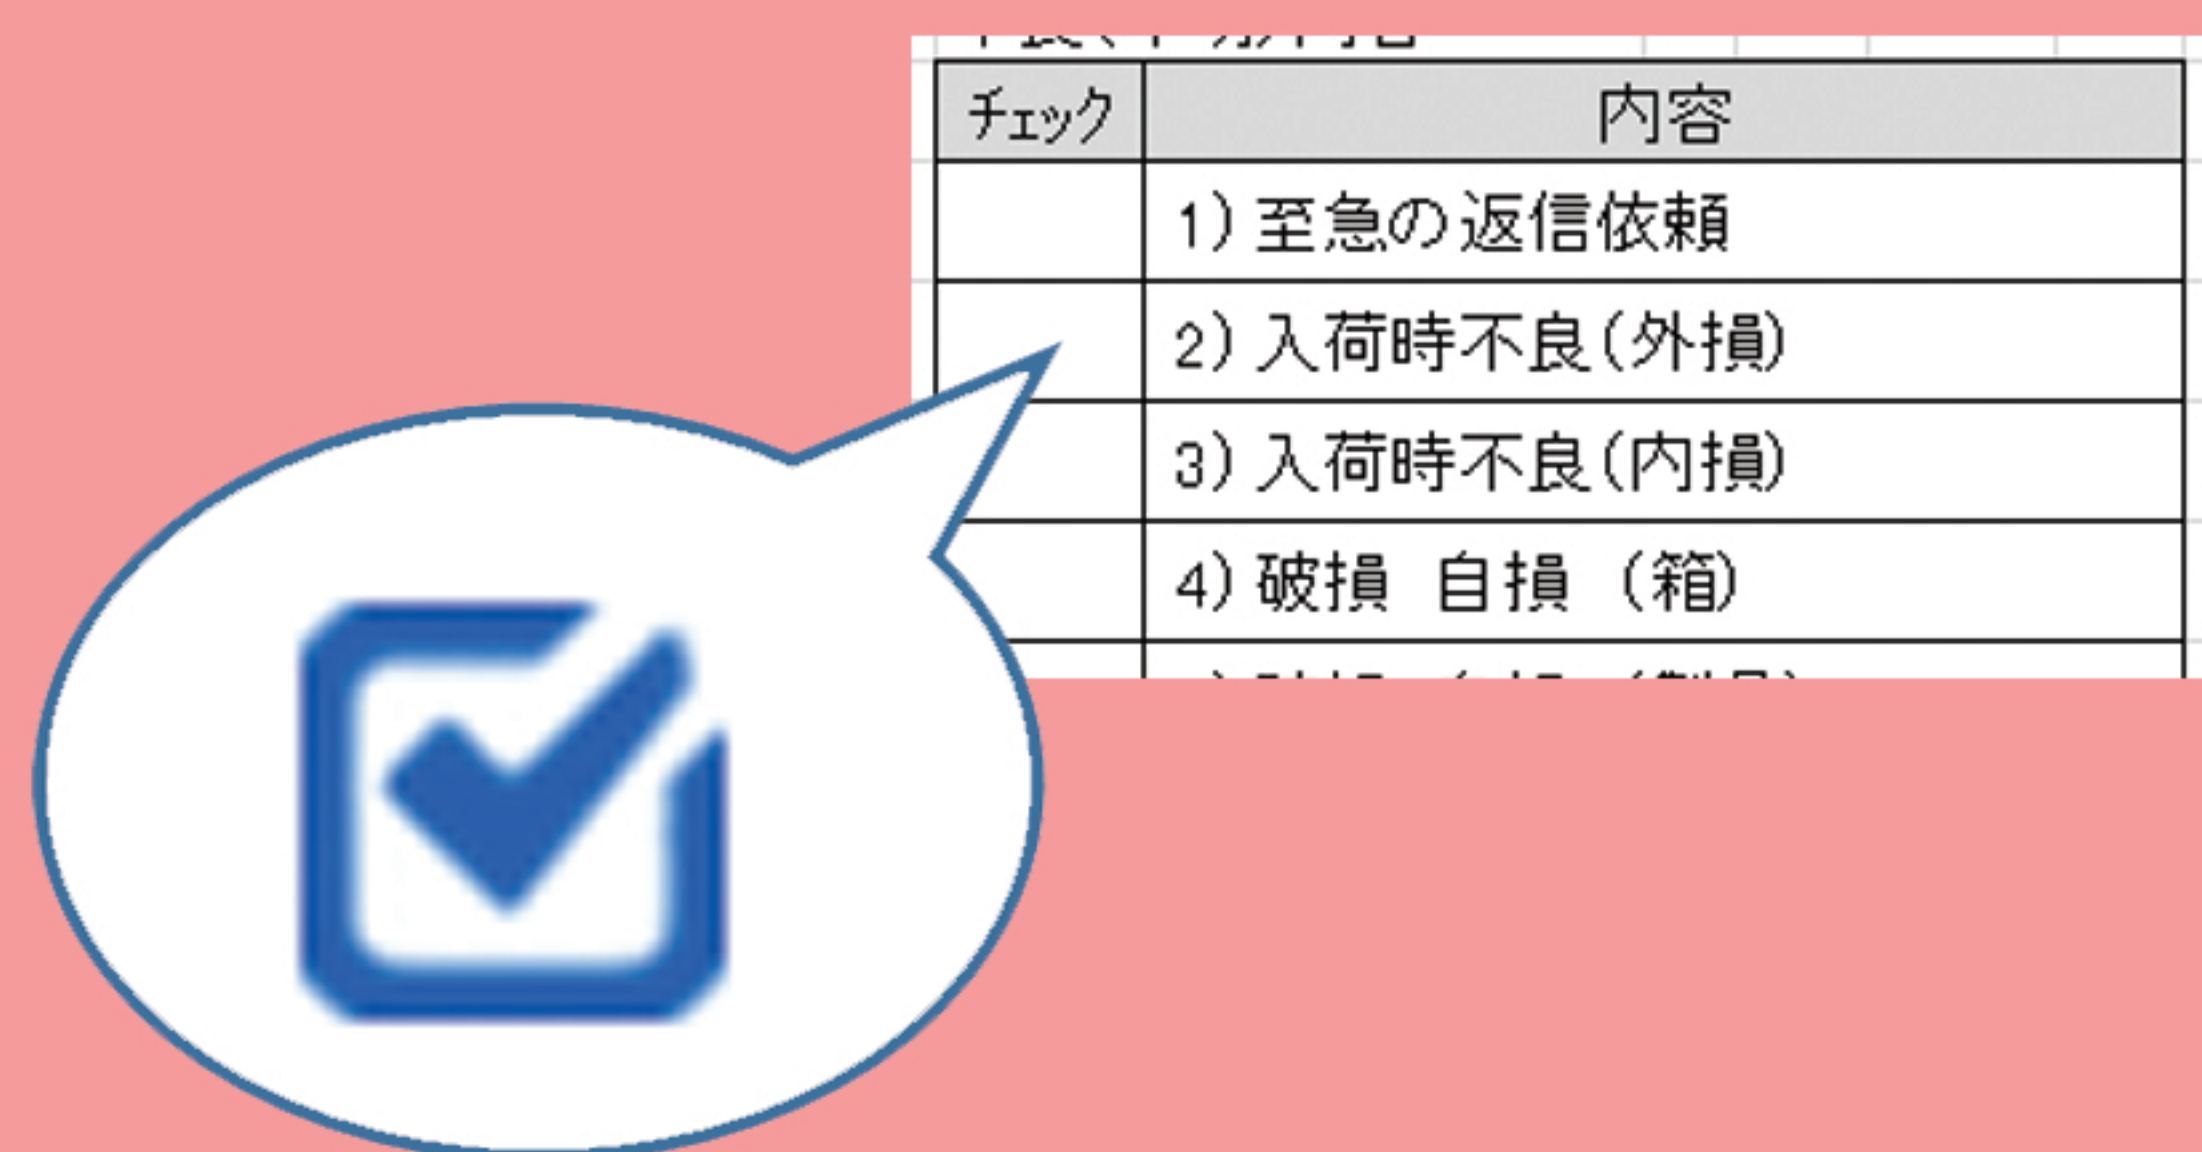 チェック 内容
1) 至急の返信依頼
2) 入荷時不良(外損)
3) 入荷時不良(内損)
4) 破損 自損 (箱)